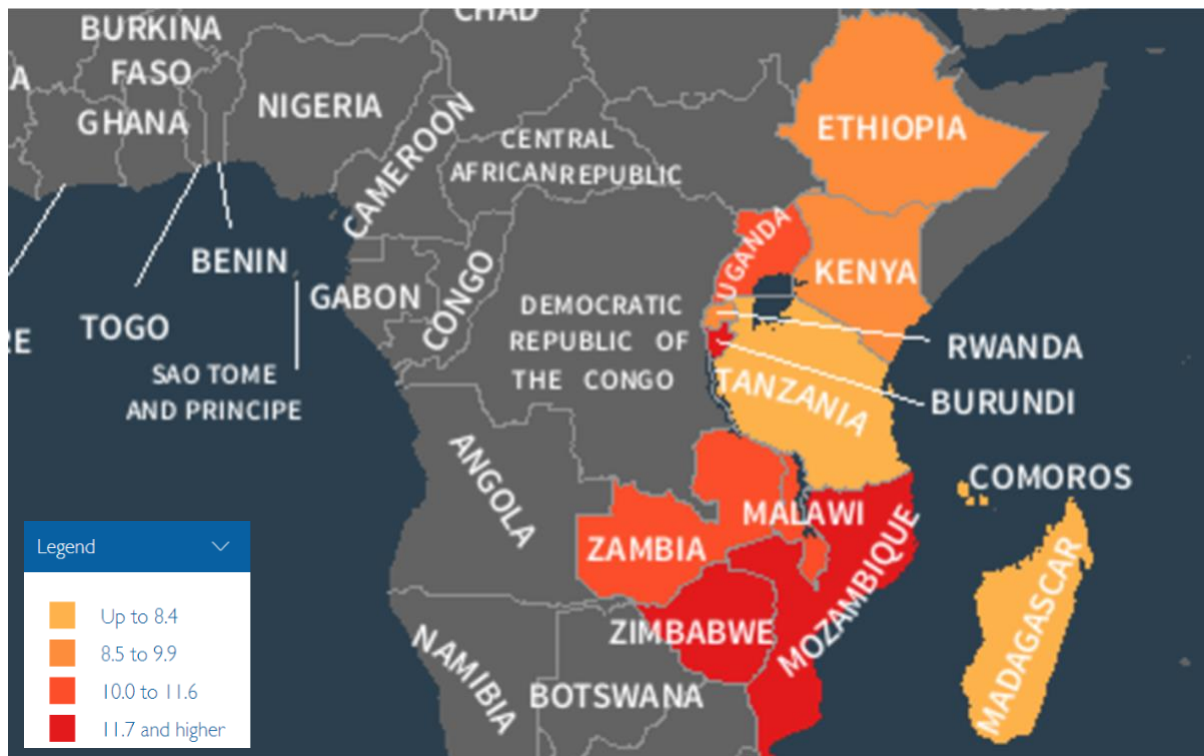 CHAD
BURKINA
FASO
GHANA
NIGERIA
CAMEROON
CENTRAL
AFRICAN REPUBLIC
ETHIOPIA
UGANDA
KENYA
BENIN
GABON
CONGO
TOGO
SAO TOME
AND PRINCIPE
DEMOCRATIC
REPUBLIC OF
THE CONGO
RWANDA
BURUNDI
TANZANIA
ANGOLA
COMOROS
MALAWI
ZAMBIA
MOZAMBIQUE
ZIMBABWE
MADAGASCAR
NAMIBIA
BOTSWANA
Legend
Up to 8.4
8.5 to 9.9
10.0 to 11.6
11.7 and higher